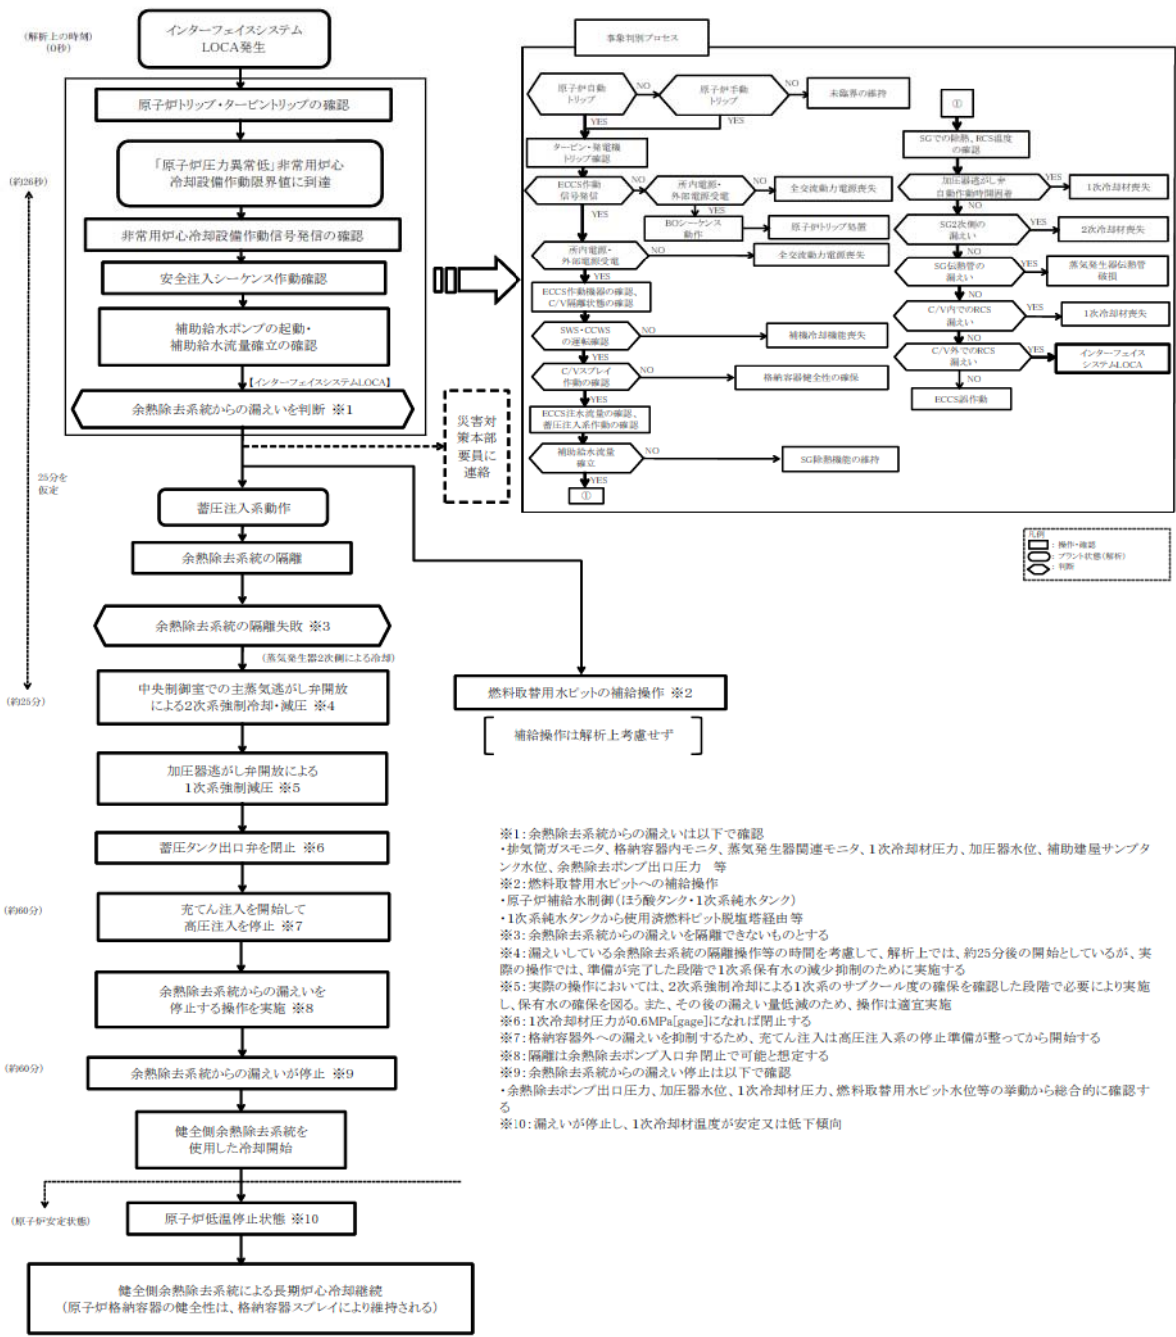 (解析上の時刻)
(0秒)
インターフェイスシステム
LOCA発生
原子炉トリップ・タービントリップの確認
(約26秒)
「原子炉圧力異常低」非常用炉心
冷却設備作動限界値に到達
非常用炉心冷却設備作動信号発信の確認
安全注入シーケンス作動確認
補助給水ポンプの起動・
補助給水流量確立の確認
【インターフェイスシステムLOCA】
余熱除去系統からの漏えいを判断 ※1
災害対
策本部
要員に
連絡
25分を
仮定
蓄圧注入系動作
余熱除去系統の隔離
余熱除去系統の隔離失敗 ※3
(蒸気発生器2次側による冷却)
(約25分)
中央制御室での主蒸気逃がし弁開放
による2次系強制冷却・減圧 ※4
燃料取替用水ピットの補給操作 ※2
補給操作は解析上考慮せず
加圧器逃がし弁開放による
1次系強制減圧 ※5
蓄圧タンク出口弁を閉止 ※6
(約60分)
充てん注入を開始して
高圧注入を停止 ※7
余熱除去系統からの漏えいを
停止する操作を実施 ※8
(約60分)
余熱除去系統からの漏えいが停止 ※9
健全側余熱除去系統を
使用した冷却開始
(原子炉安定状態)
原子炉低温停止状態 ※10
健全側余熱除去系統による長期炉心冷却継続
(原子炉格納容器の健全性は、格納容器スプレイにより維持される)
事象判別プロセス
原子炉自動
トリップ
NO
原子炉手動
トリップ
NO
未臨界の維持
YES
YES
タービン・発電機
トリップ確認
ECCS作動
信号発信
NO
所内電源・
外部電源受電
NO
全交流動力電源喪失
YES
YES
BOシーケンス
動作
原子炉トリップ処置
所内電源・
外部電源受電
NO
全交流動力電源喪失
YES
ECCS作動機器の確認、
C/V隔離状態の確認
SWS・CCWS
の運転確認
NO
補機冷却機能喪失
YES
C/Vスプレイ
作動の確認
NO
格納容器健全性の確保
YES
ECCS注水流量の確認、
蓄圧注入系作動の確認
補助給水流量
確立
NO
SG除熱機能の維持
YES
①
①
SGでの除熱、RCS温度
の確認
加圧器逃がし弁
自動作動時間固着
YES
1次冷却材喪失
NO
SG2次側の
漏えい
YES
2次冷却材喪失
NO
SG伝熱管の
漏えい
YES
蒸気発生器伝熱管
破損
NO
C/V内でのRCS
漏えい
YES
1次冷却材喪失
NO
C/V外でのRCS
漏えい
YES
インターフェイス
システムLOCA
NO
ECCS誤作動
凡例
: 操作・確認
: プラント状態(解析)
: 判断
※1:余熱除去系統からの漏えいは以下で確認
・排気筒ガスモニタ、格納容器内モニタ、蒸気発生器関連モニタ、1次冷却材圧力、加圧器水位、補助建屋サンプタ
ンク水位、余熱除去ポンプ出口圧力 等
※2:燃料取替用水ピットへの補給操作
・原子炉補給水制御(ほう酸タンク・1次系純水タンク)
・1次系純水タンクから使用済燃料ピット脱塩塔経由等
※3:余熱除去系統からの漏えいを隔離できないものとする
※4:漏えいしている余熱除去系統の隔離操作等の時間を考慮して、解析上では、約25分後の開始としているが、実
際の操作では、準備が完了した段階で1次系保有水の減少抑制のために実施する
※5:実際の操作においては、2次系強制冷却による1次系のサブクール度の確保を確認した段階で必要により実施
し、保有水の確保を図る。また、その後の漏えい量低減のため、操作は適宜実施
※6:1次冷却材圧力が0.6MPa[gage]になれば閉止する
※7:格納容器外への漏えいを抑制するため、充てん注入は高圧注入系の停止準備が整ってから開始する
※8:隔離は余熱除去ポンプ入口弁閉止で可能と想定する
※9:余熱除去系統からの漏えい停止は以下で確認
・余熱除去ポンプ出口圧力、加圧器水位、1次冷却材圧力、燃料取替用水ピット水位等の挙動から総合的に確認す
る
※10:漏えいが停止し、1次冷却材温度が安定又は低下傾向